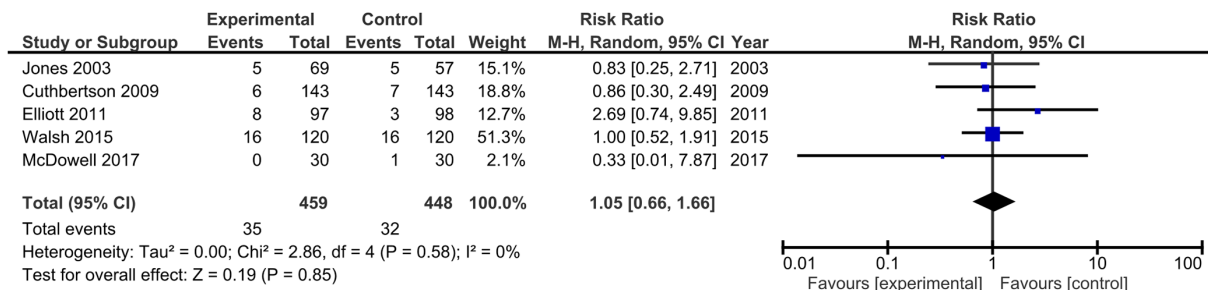 Experimental Control Risk Ratio Risk Ratio
Study or Subgroup Events Total Events Total Weight M-H, Random, 95% CI Year M-H, Random, 95% CI
Jones 2003 5 69 5 57 15.1% 0.83 [0.25, 2.71] 2003
Cuthbertson 2009 6 143 7 143 18.8% 0.86 [0.30, 2.49] 2009
Elliott 2011 8 97 3 98 12.7% 2.69 [0.74, 9.85] 2011
Walsh 2015 16 120 16 120 51.3% 1.00 [0.52, 1.91] 2015
McDowell 2017 0 30 1 30 2.1% 0.33 [0.01, 7.87] 2017
Total (95% CI) 459 448 100.0% 1.05 [0.66, 1.66]
Total events 35 32
Heterogeneity: Tau² = 0.00; Chi² = 2.86, df = 4 (P = 0.58); I² = 0%
Test for overall effect: Z = 0.19 (P = 0.85)
0.01 0.1 1 10 100
Favours [experimental] Favours [control]